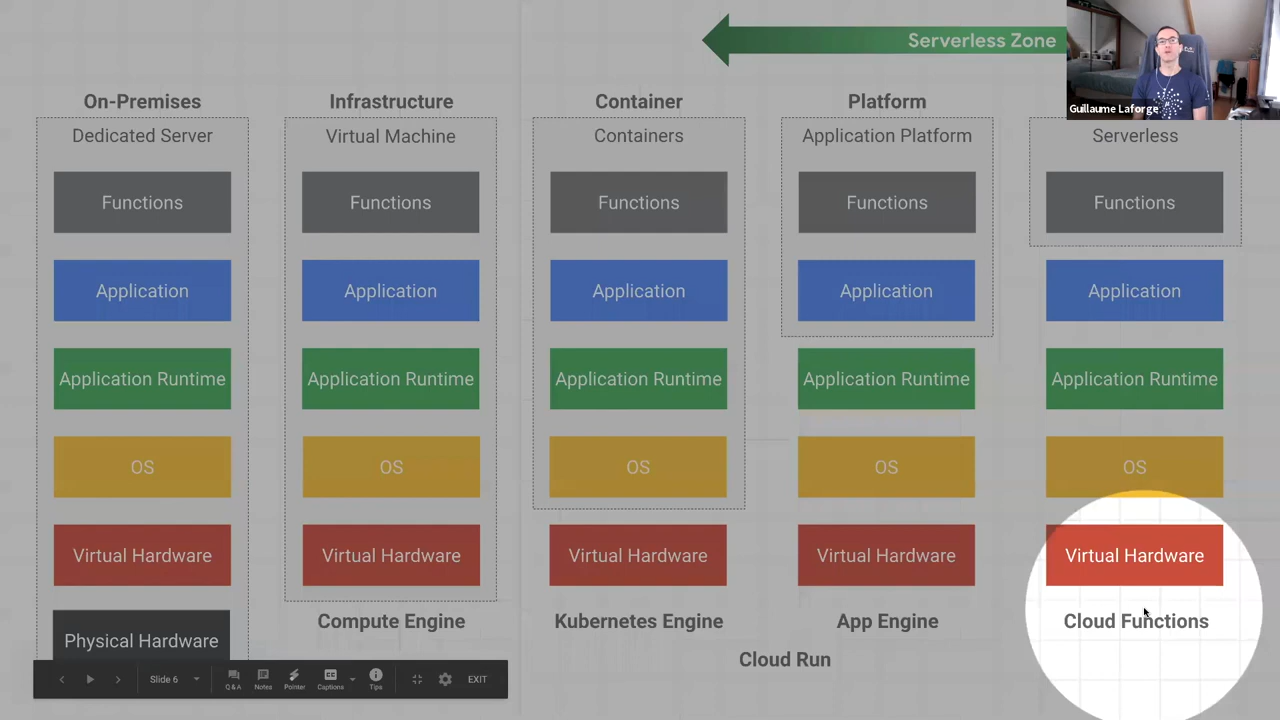 Serverless Zone
Guillaume Laforge
On-Premises
Infrastructure
Container
Platform
Dedicated Server
Virtual Machine
Containers
Application Platform
Serverless
Functions
Functions
Functions
Functions
Functions
Application
Application
Application
Application
Application
Application Runtime
Application Runtime
Application Runtime
Application Runtime
Application Runtime
OS
OS
OS
OS
OS
Virtual Hardware
Virtual Hardware
Virtual Hardware
Virtual Hardware
Virtual Hardware
Physical Hardware
Compute Engine
Kubernetes Engine
App Engine
Cloud Functions
Cloud Run
Slide 6
Q & A
Notes
Pointer
Captions
Tips
EXIT